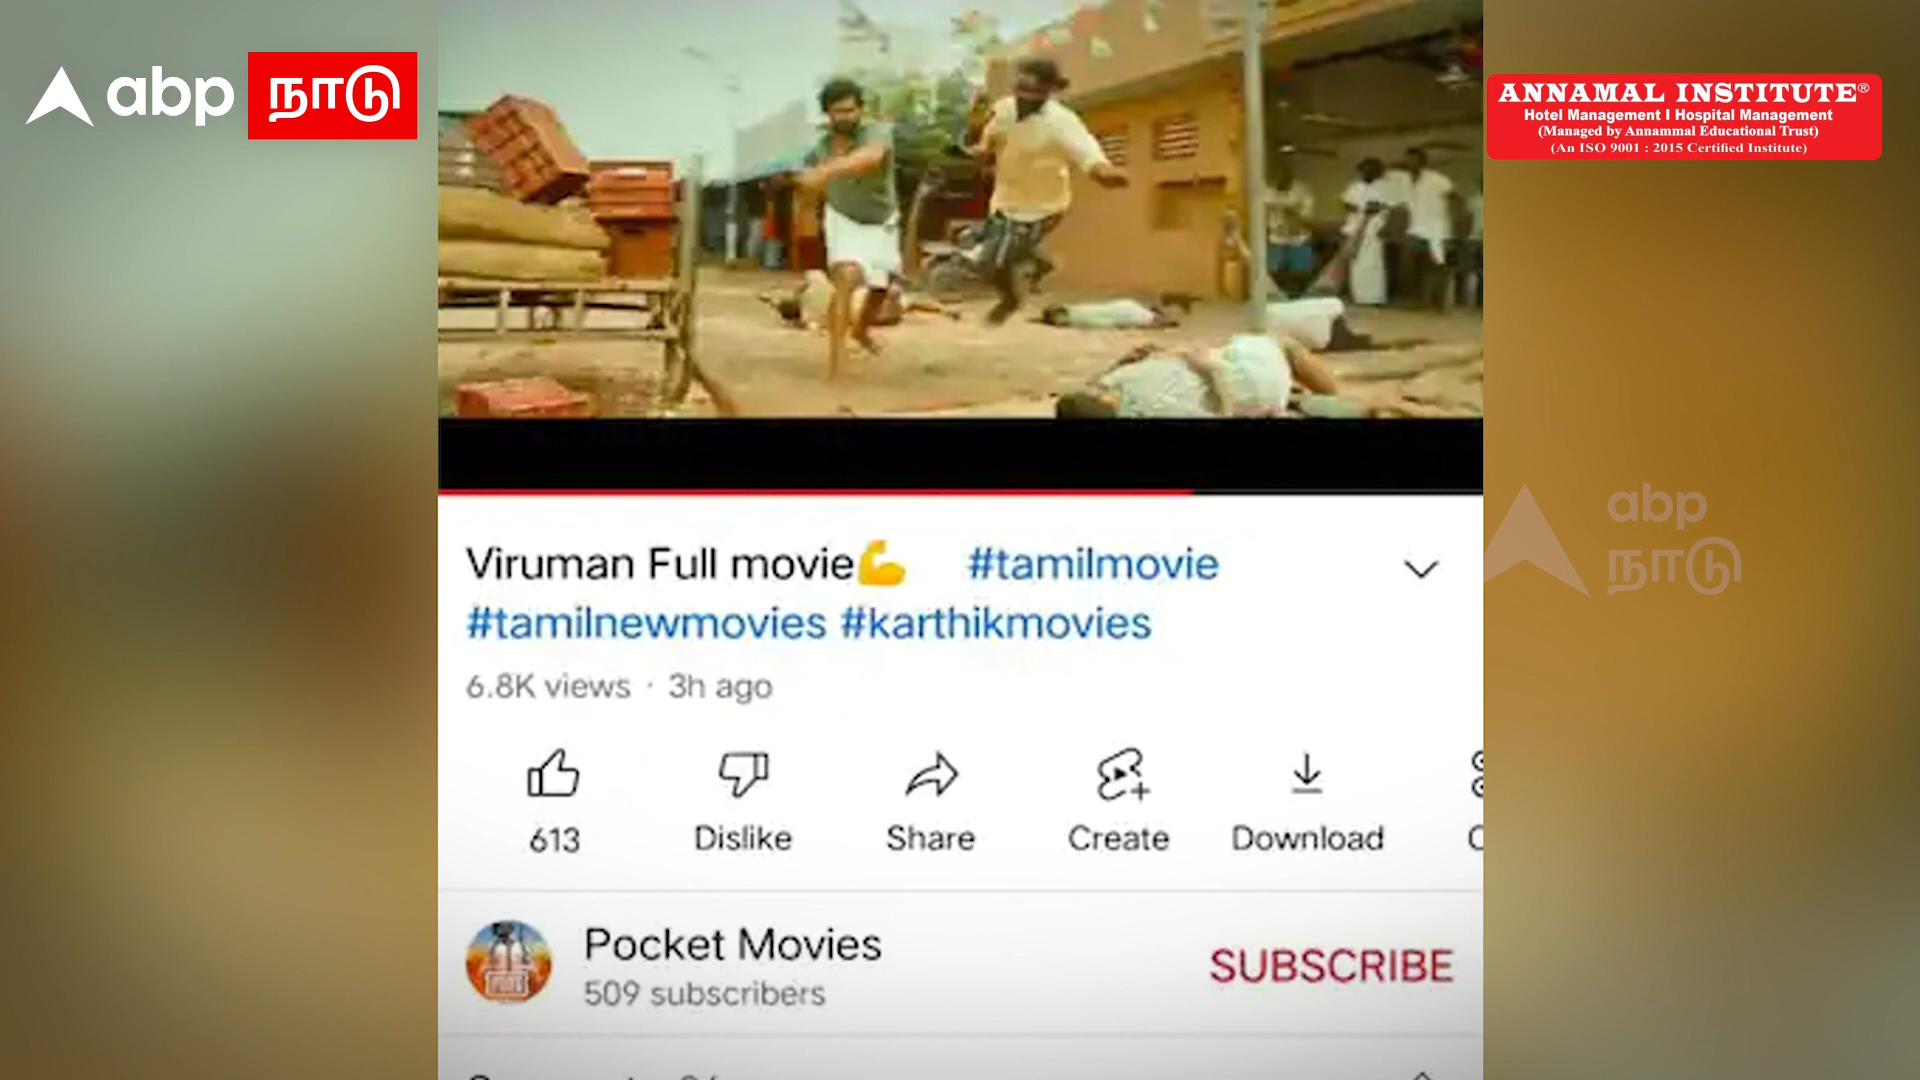 abp நாடு
ANNAMAL INSTITUTE®
Hotel Management I Hospital Management
(Managed by Annammal Educational Trust)
(An ISO 9001 : 2015 Certified Institute)
abp
நாடு
Viruman Full movie💪 #tamilmovie
#tamilnewmovies #karthikmovies
6.8K views · 3h ago
613 Dislike Share Create Download
Pocket Movies
509 subscribers
SUBSCRIBE